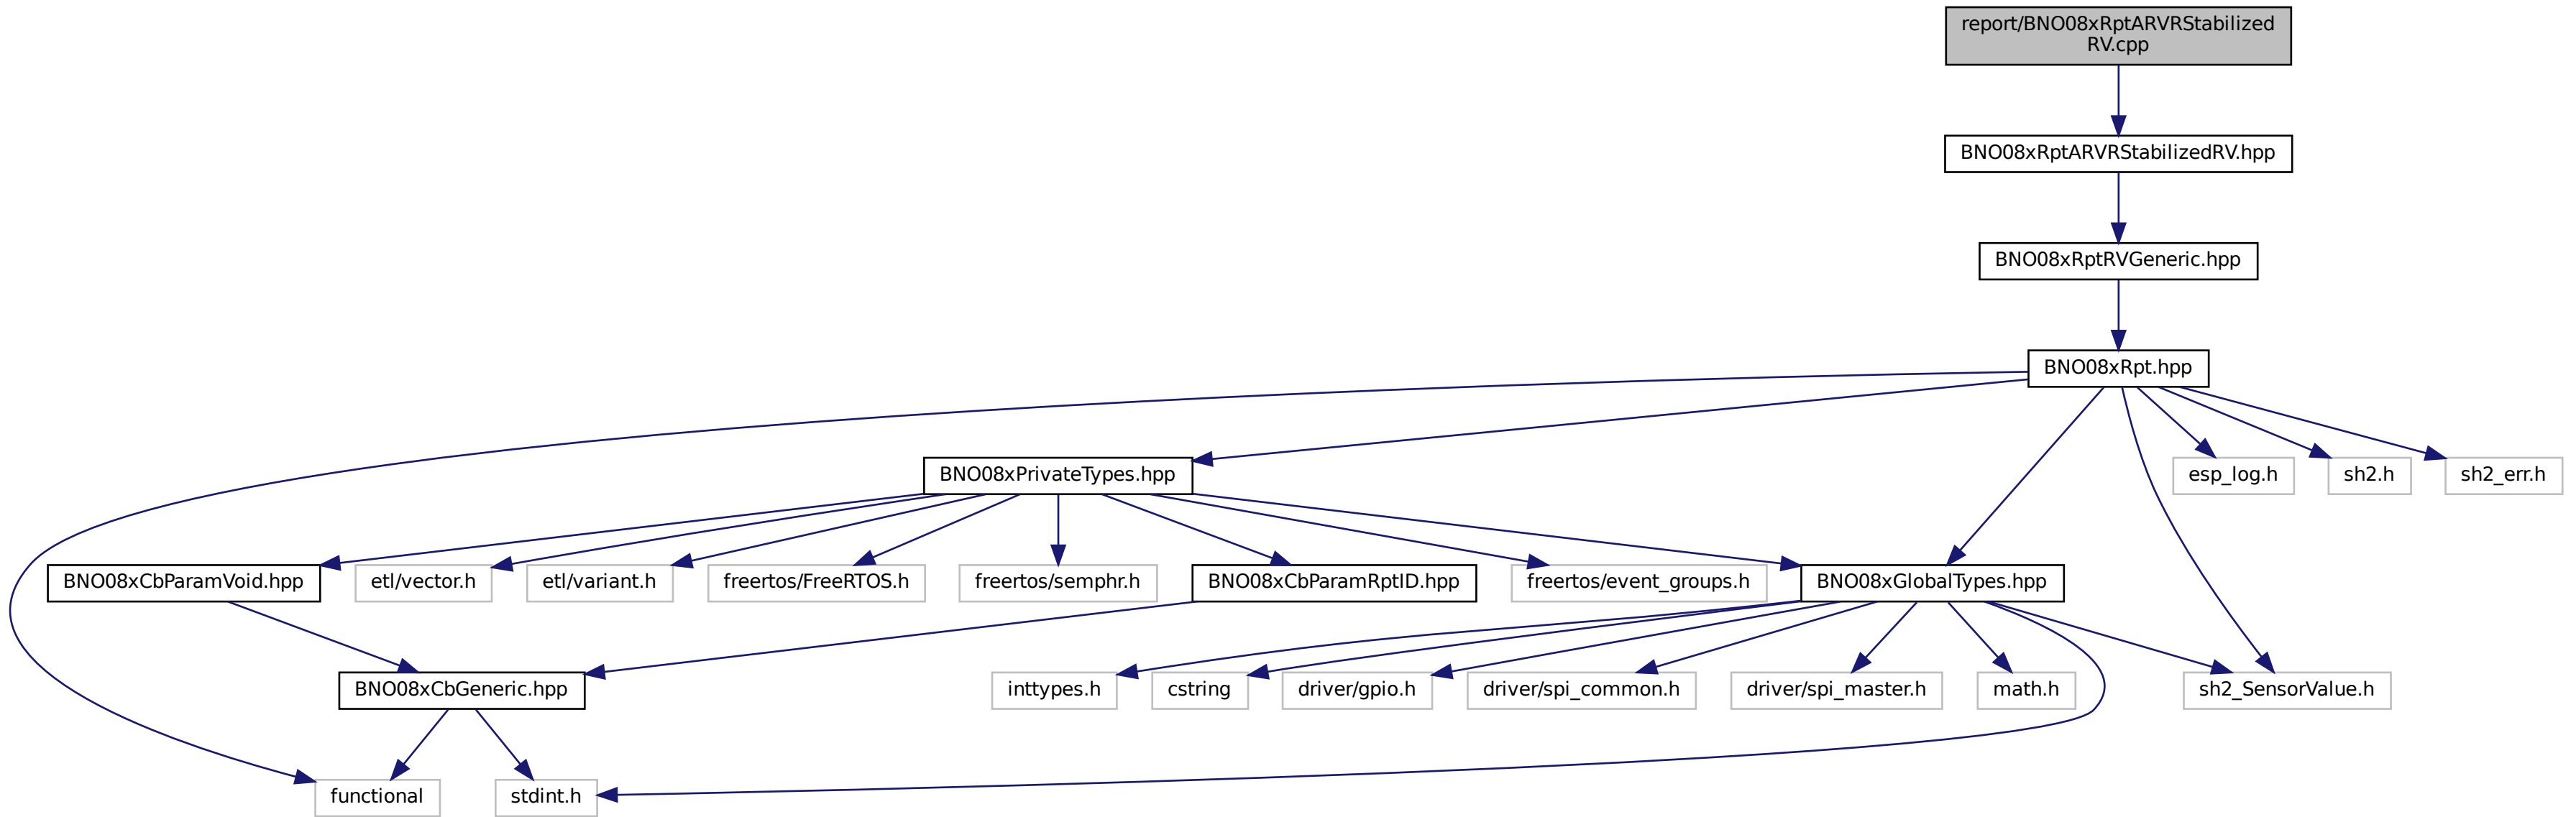 report/BNO08xRptARVRStabilized
RV.cpp
BNO08xRptARVRStabilizedRV.hpp
BNO08xRptRVGeneric.hpp
BNO08xRpt.hpp
BNO08xPrivateTypes.hpp
esp_log.h
sh2.h
sh2_err.h
BNO08xCbParamVoid.hpp
etl/vector.h
etl/variant.h
freertos/FreeRTOS.h
freertos/semphr.h
BNO08xCbParamRptID.hpp
freertos/event_groups.h
BNO08xGlobalTypes.hpp
BNO08xCbGeneric.hpp
inttypes.h
cstring
driver/gpio.h
driver/spi_common.h
driver/spi_master.h
math.h
sh2_SensorValue.h
functional
stdint.h